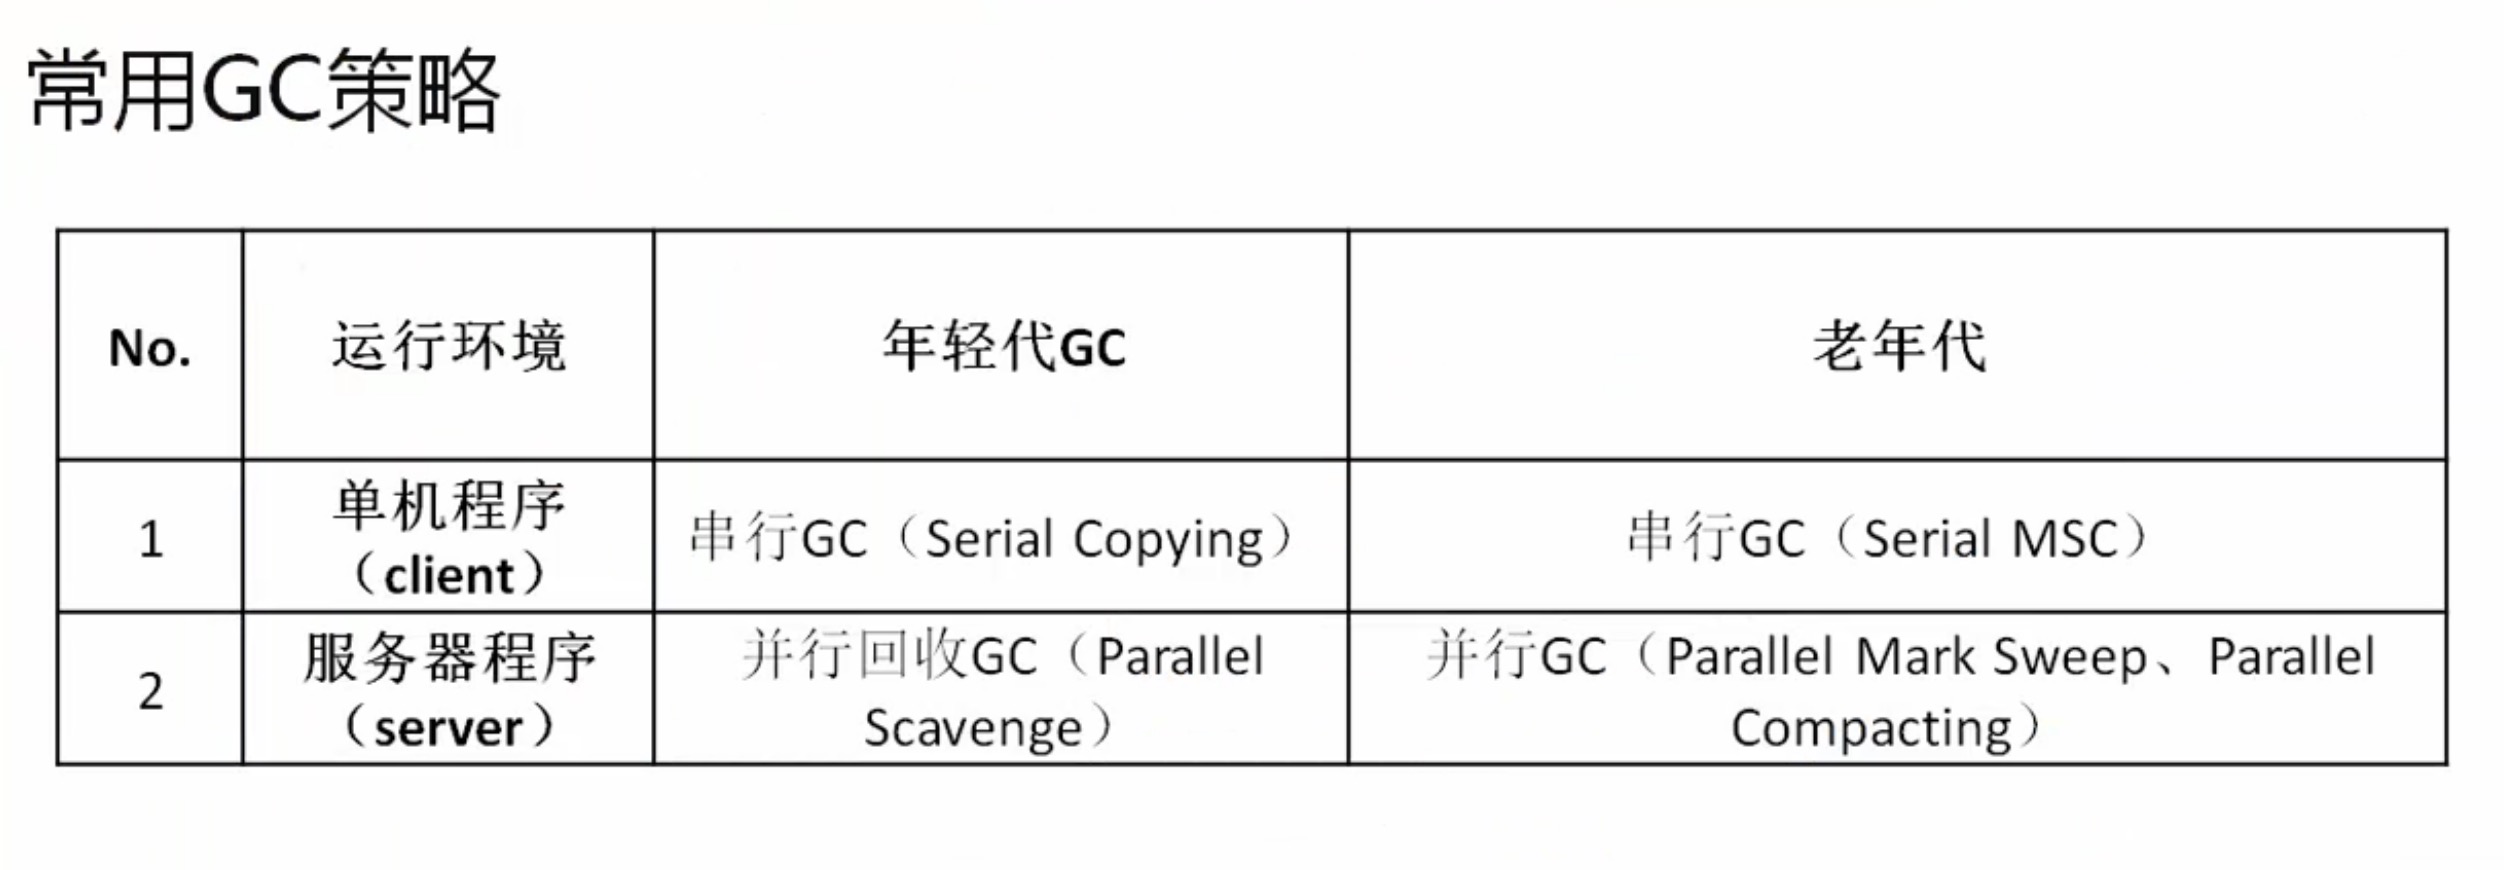 常用GC策略
No.
运行环境
年轻代GC
老年代
1
单机程序
（client）
串行GC（Serial Copying）
串行GC（Serial MSC）
2
服务器程序
（server）
并行回收GC（Parallel
Scavenge）
并行GC（Parallel Mark Sweep、Parallel
Compacting）